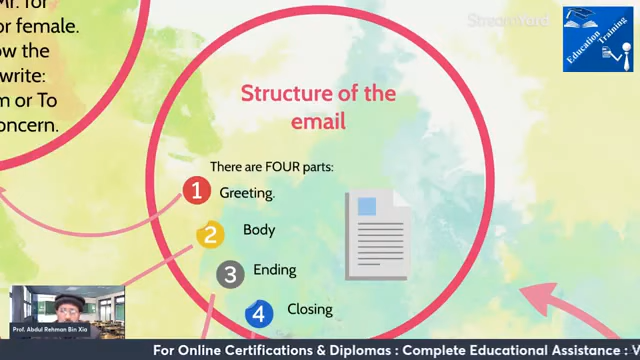 Mr. for
or female.
ow the
write:
m or To
oncern.
StreamYard
Education
Training
Structure of the
email
There are FOUR parts:
1 Greeting.
2 Body
3 Ending
4 Closing
Prof. Abdul Rehman Bin Xia
For Online Certifications & Diplomas : Complete Educational Assistance : V